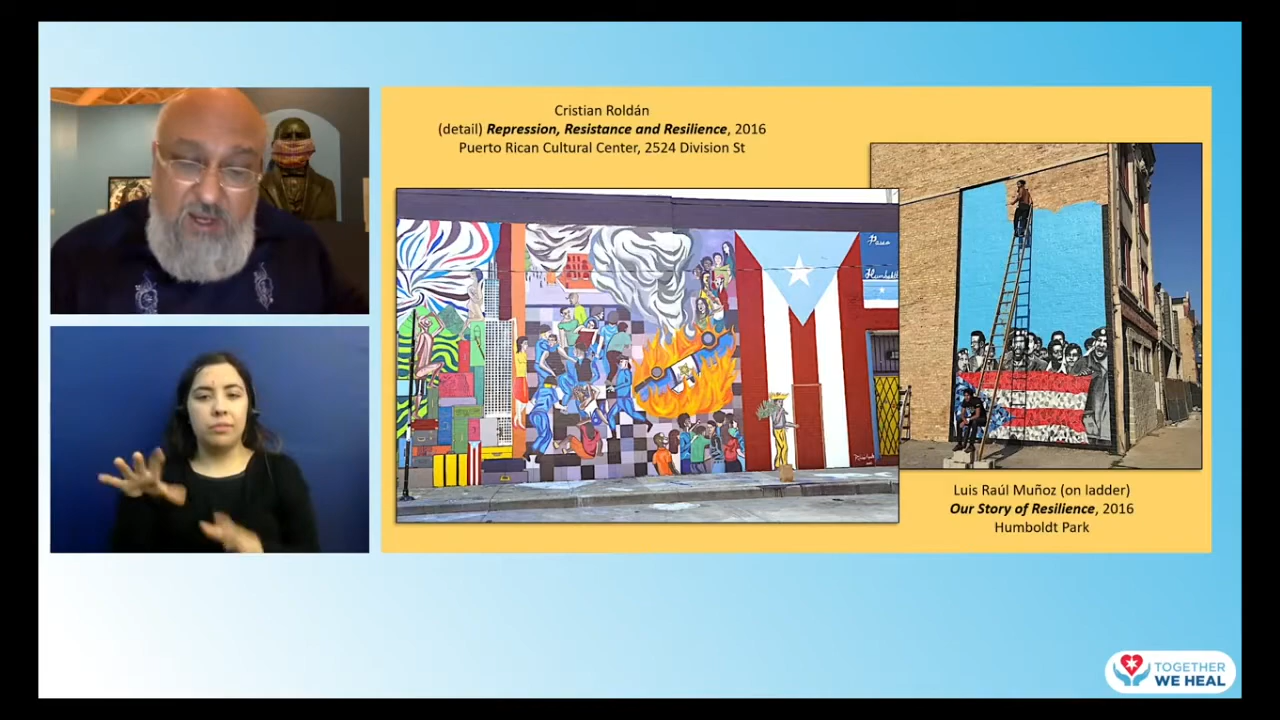 Cristian Roldán
(detail) Repression, Resistance and Resilience, 2016
Puerto Rican Cultural Center, 2524 Division St
Paseo
Luis Raúl Muñoz (on ladder)
Our Story of Resilience, 2016
Humboldt Park
TOGETHER
WE HEAL